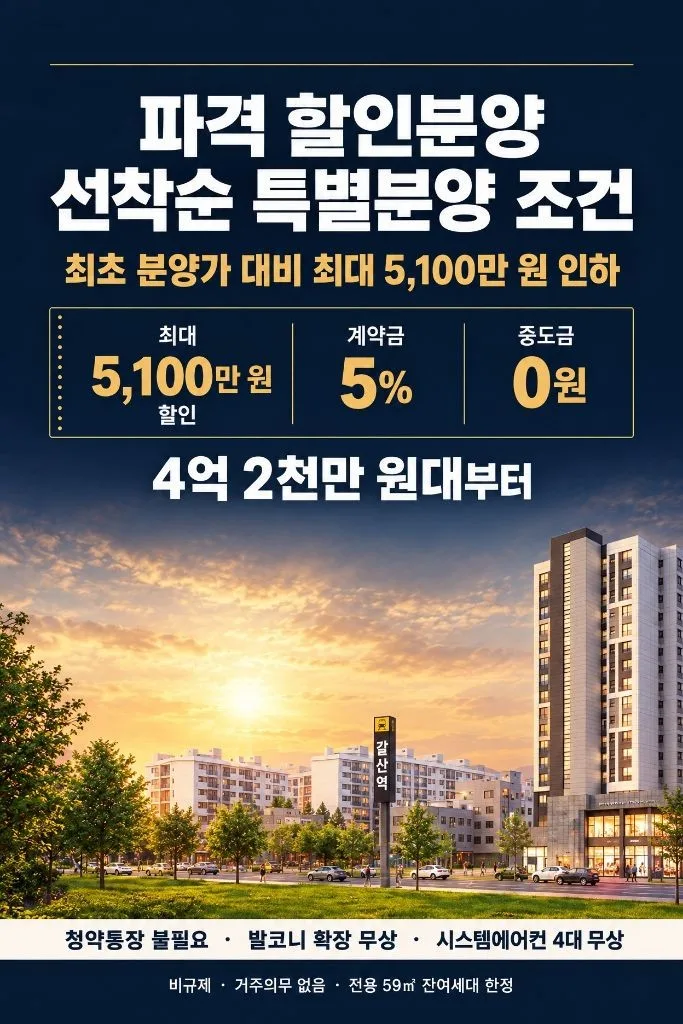 파격 할인분양
선착순 특별분양 조건
최초 분양가 대비 최대 5,100만 원 인하
최대
5,100만 원
할인
계약금
5%
중도금
0원
4억 2천만 원대부터
갈산역
청약통장 불필요 · 발코니 확장 무상 · 시스템에어컨 4대 무상
비규제 · 거주의무 없음 · 전용 59㎡ 잔여세대 한정